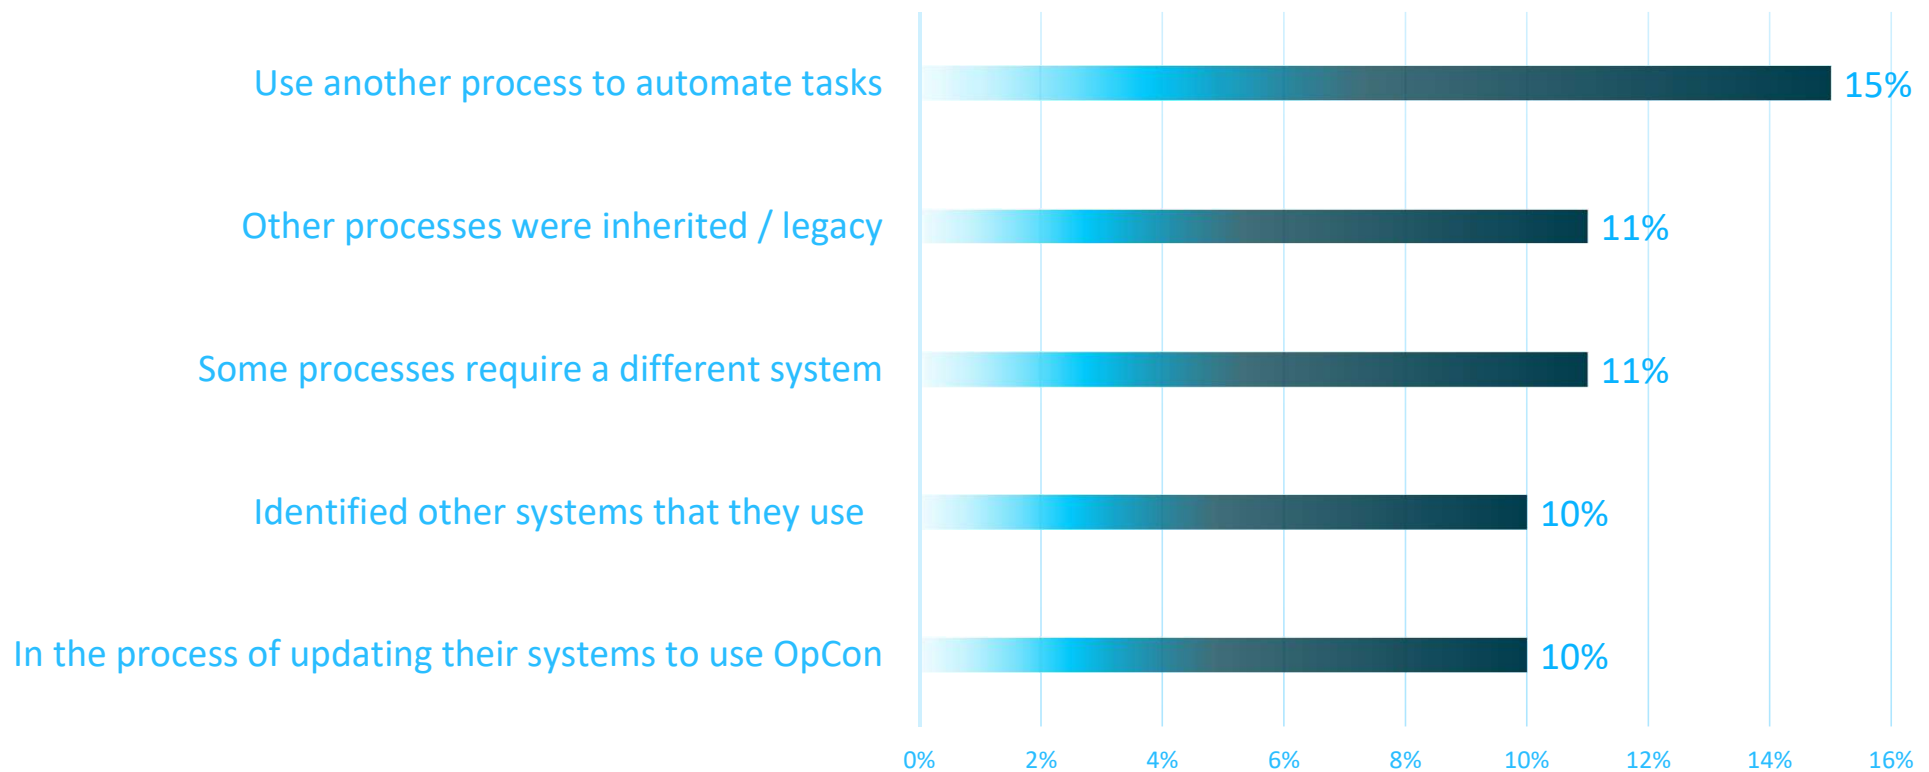 Use another process to automate tasks 15%
Other processes were inherited / legacy 11%
Some processes require a different system 11%
Identified other systems that they use 10%
In the process of updating their systems to use OpCon 10%
0% 2% 4% 6% 8% 10% 12% 14% 16%